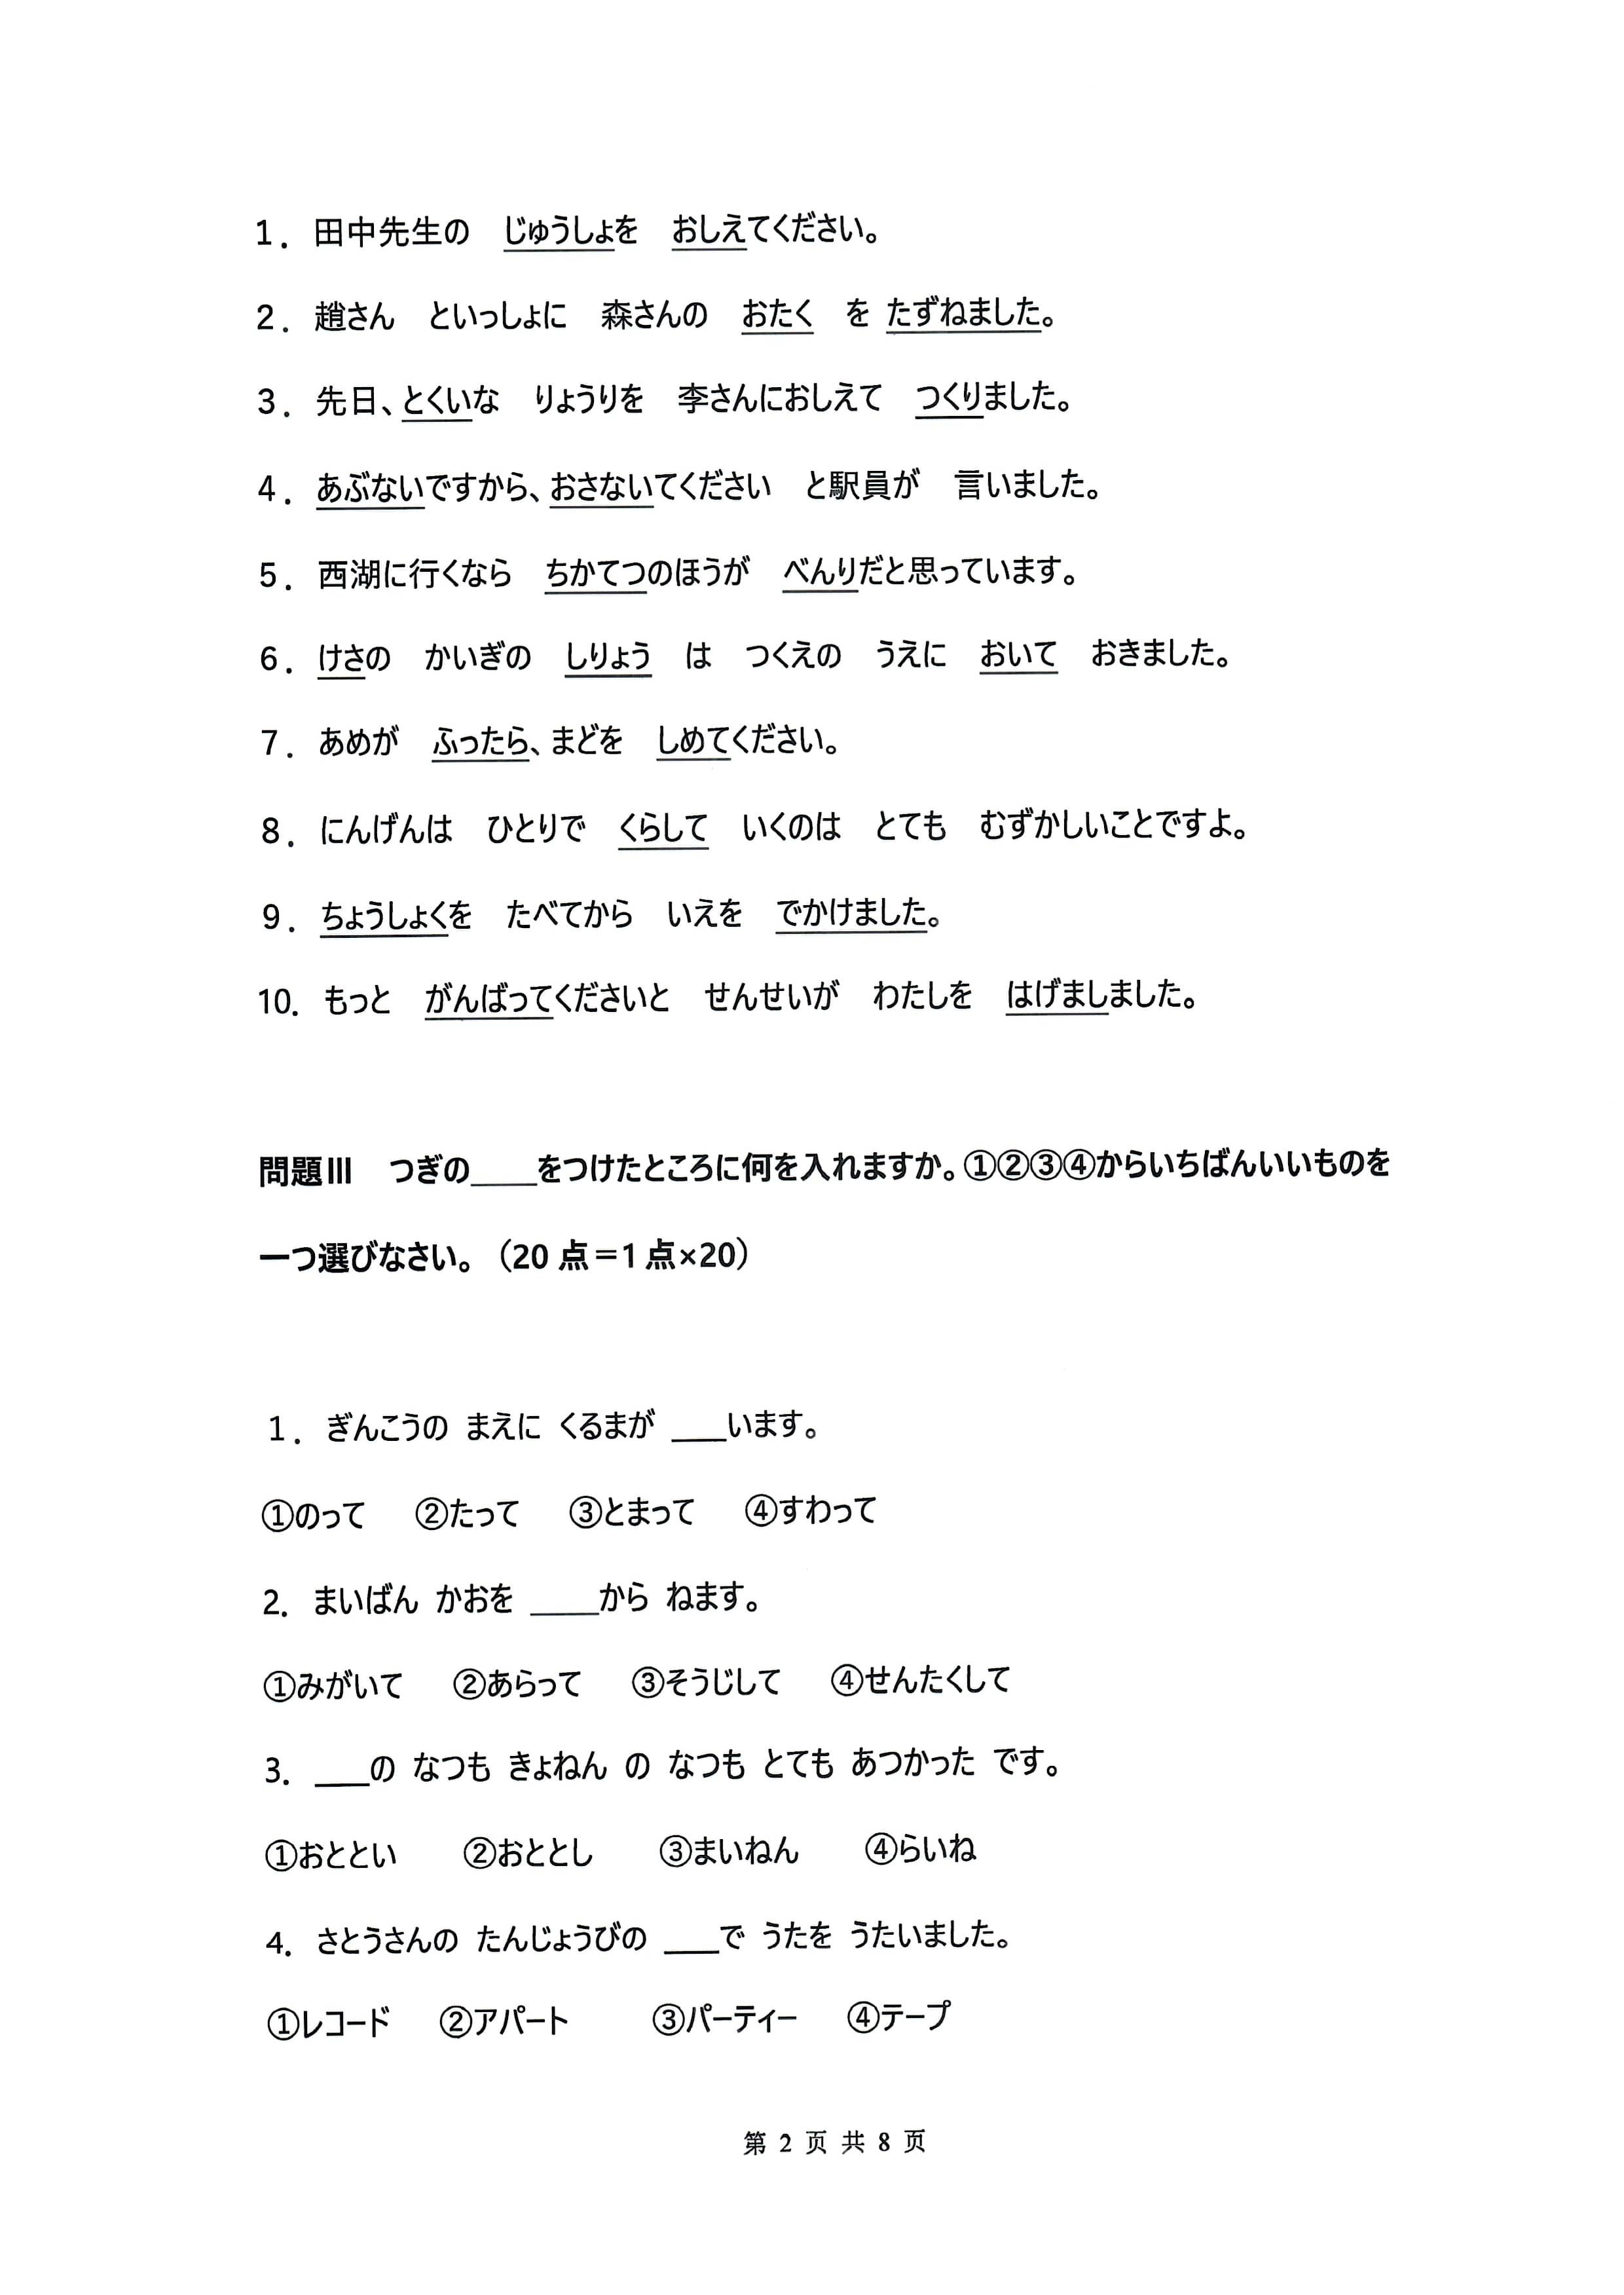 1． 田中先生の　じゅうしょを　おしえてください。
2． 趙さん　といっしょに　森さんの　おたく　を たずねました。
3． 先日、とくいな　りょうりを　李さんにおしえて　つくりました。
4． あぶないですから、おさないてください　と駅員が　言いました。
5． 西湖に行くなら　ちかてつのほうが　べんりだと思っています。
6． けさの　かいぎの　しりょう　は　つくえの　うえに　おいて　おきました。
7． あめが　ふったら、まどを　しめてください。
8． にんげんは　ひとりで　くらして　いくのは　とても　むずかしいことですよ。
9． ちょうしょくを　たべてから　いえを　でかけました。
10. もっと　がんばってくださいと　せんせいが　わたしを　はげましました。
問題Ⅲ　つぎの____をつけたところに何を入れますか。①②③④からいちばんいいものを
一つ選びなさい。（20 点＝1 点×20）
1． ぎんこうの まえに くるまが ____います。
①のって　②たって　③とまって　④すわって
2. まいばん かおを _____から ねます。
①みがいて　②あらって　③そうじして　④せんたくして
3. ____の なつも きょねん の なつも とても あつかった です。
①おととい　②おととし　③まいねん　④らいね
4. さとうさんの たんじょうびの ____で うたを うたいました。
①レコード　②アパート　③パーティー　④テープ
第 2 页 共 8 页